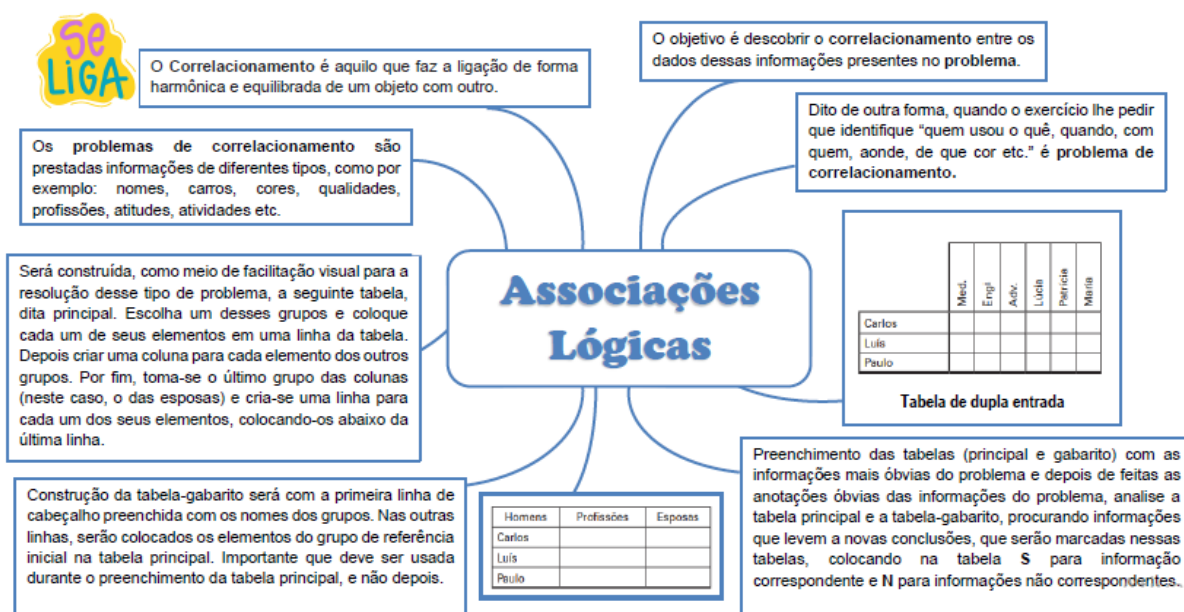 Se
LIGA
O Correlacionamento é aquilo que faz a ligação de forma
harmônica e equilibrada de um objeto com outro.
O objetivo é descobrir o correlacionamento entre os
dados dessas informações presentes no problema.
Os problemas de correlacionamento são
prestadas informações de diferentes tipos, como por
exemplo: nomes, carros, cores, qualidades,
profissões, atitudes, atividades etc.
Dito de outra forma, quando o exercício lhe pedir
que identifique “quem usou o quê, quando, com
quem, aonde, de que cor etc.” é problema de
correlacionamento.
Será construída, como meio de facilitação visual para a
resolução desse tipo de problema, a seguinte tabela,
dita principal. Escolha um desses grupos e coloque
cada um de seus elementos em uma linha da tabela.
Depois criar uma coluna para cada elemento dos outros
grupos. Por fim, toma-se o último grupo das colunas
(neste caso, o das esposas) e cria-se uma linha para
cada um dos seus elementos, colocando-os abaixo da
última linha.
Associações
Lógicas
Med. Engº Adv. Lúcia Patrícia Maria
Carlos
Luís
Paulo
Tabela de dupla entrada
Construção da tabela-gabarito será com a primeira linha de
cabeçalho preenchida com os nomes dos grupos. Nas outras
linhas, serão colocados os elementos do grupo de referência
inicial na tabela principal. Importante que deve ser usada
durante o preenchimento da tabela principal, e não depois.
Homens Profissões Esposas
Carlos
Luís
Paulo
Preenchimento das tabelas (principal e gabarito) com as
informações mais óbvias do problema e depois de feitas as
anotações óbvias das informações do problema, analise a
tabela principal e a tabela-gabarito, procurando informações
que levem a novas conclusões, que serão marcadas nessas
tabelas, colocando na tabela S para informação
correspondente e N para informações não correspondentes.